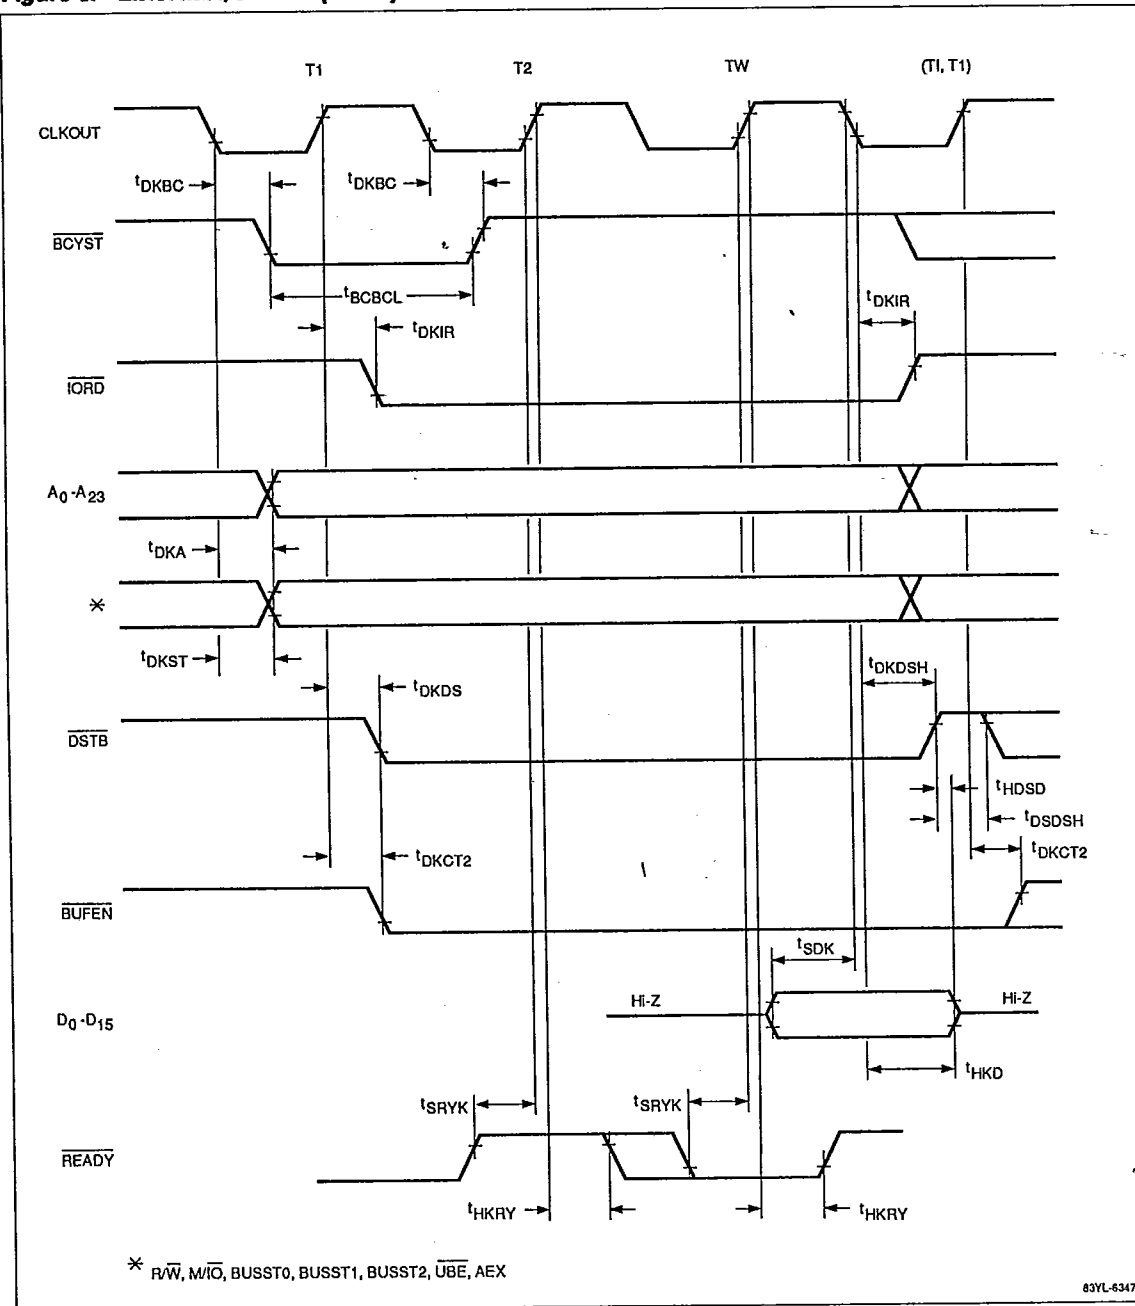 T1 T2 TW (TI, T1)
CLKOUT
tDKBC tDKBC
BCYST
tBCBCL
tDKIR tDKIR
IORD
A0-A23
tDKA
*
tDKST
tDKDS tDKDSH
DSTB
tHDSD
tDSDSH
tDKCT2 tDKCT2
BUFEN
tSDK
Hi-Z Hi-Z
D0-D15
tHKD
tSRYK tSRYK
READY
tHKRY tHKRY
* R/W, M/IO, BUSST0, BUSST1, BUSST2, UBE, AEX
83YL-6347